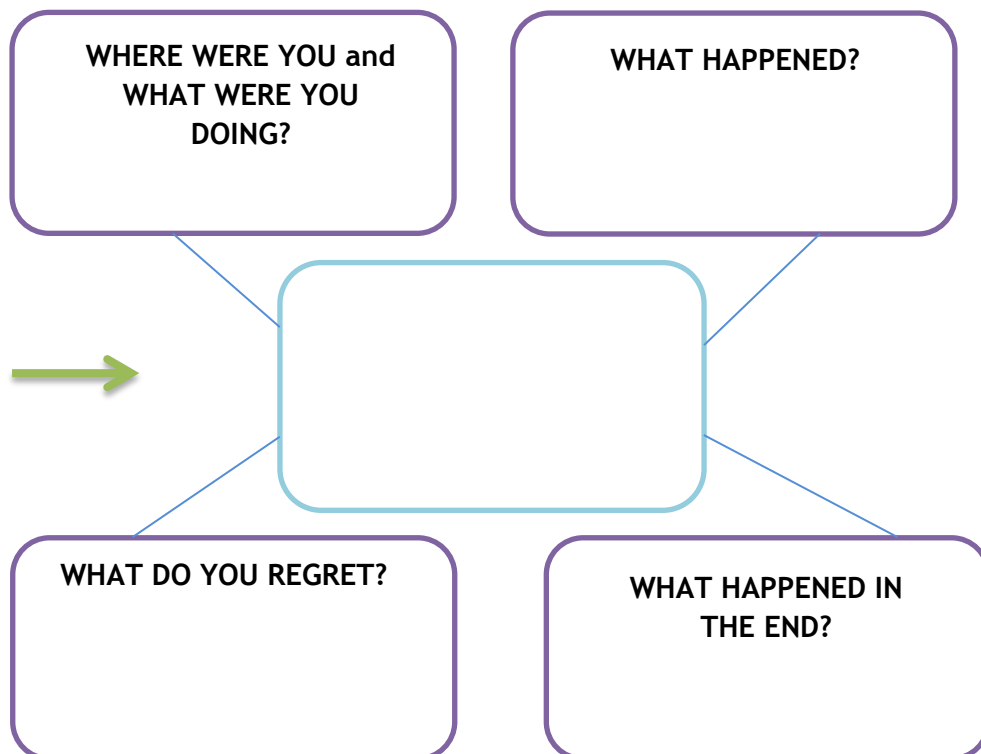 WHERE WERE YOU and
WHAT WERE YOU
DOING?
WHAT HAPPENED?
WHAT DO YOU REGRET?
WHAT HAPPENED IN
THE END?